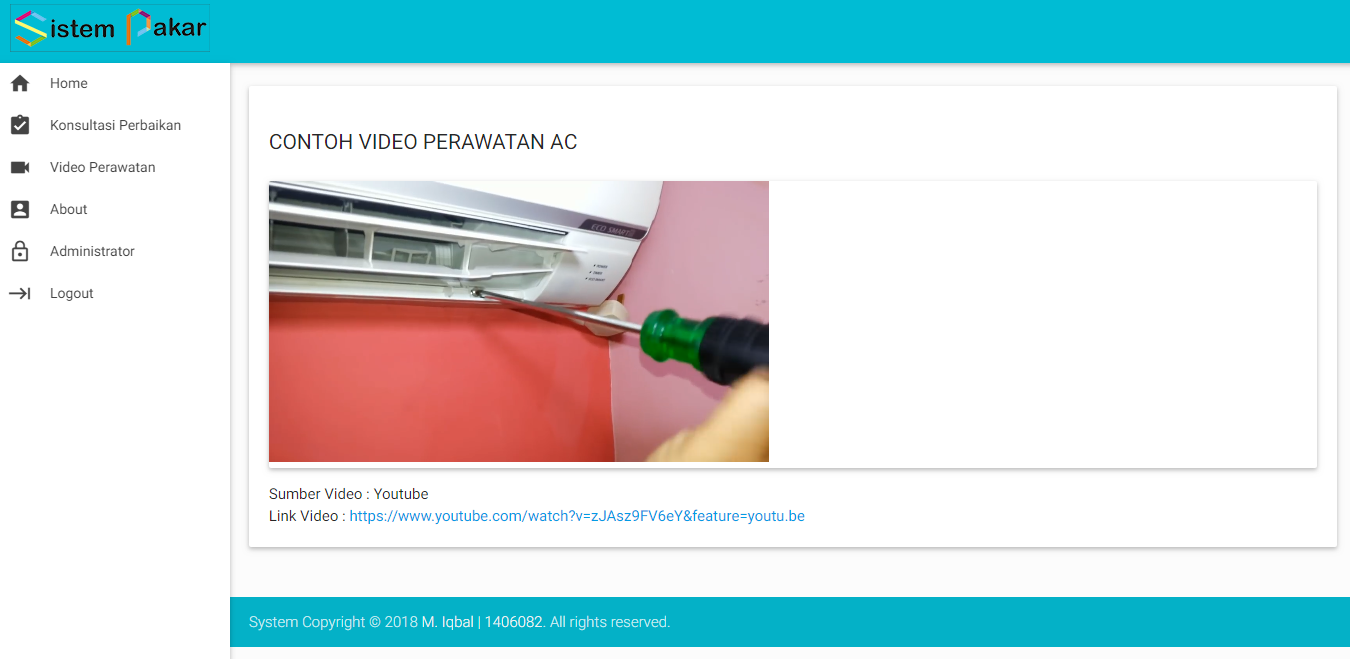 Sistem Pakar
Home
Konsultasi Perbaikan
Video Perawatan
About
Administrator
Logout
CONTOH VIDEO PERAWATAN AC
ECO SMART
POWER
TIMER
Sumber Video : Youtube
Link Video : https://www.youtube.com/watch?v=zJAsz9FV6eY&feature=youtu.be
System Copyright © 2018 M. Iqbal | 1406082. All rights reserved.